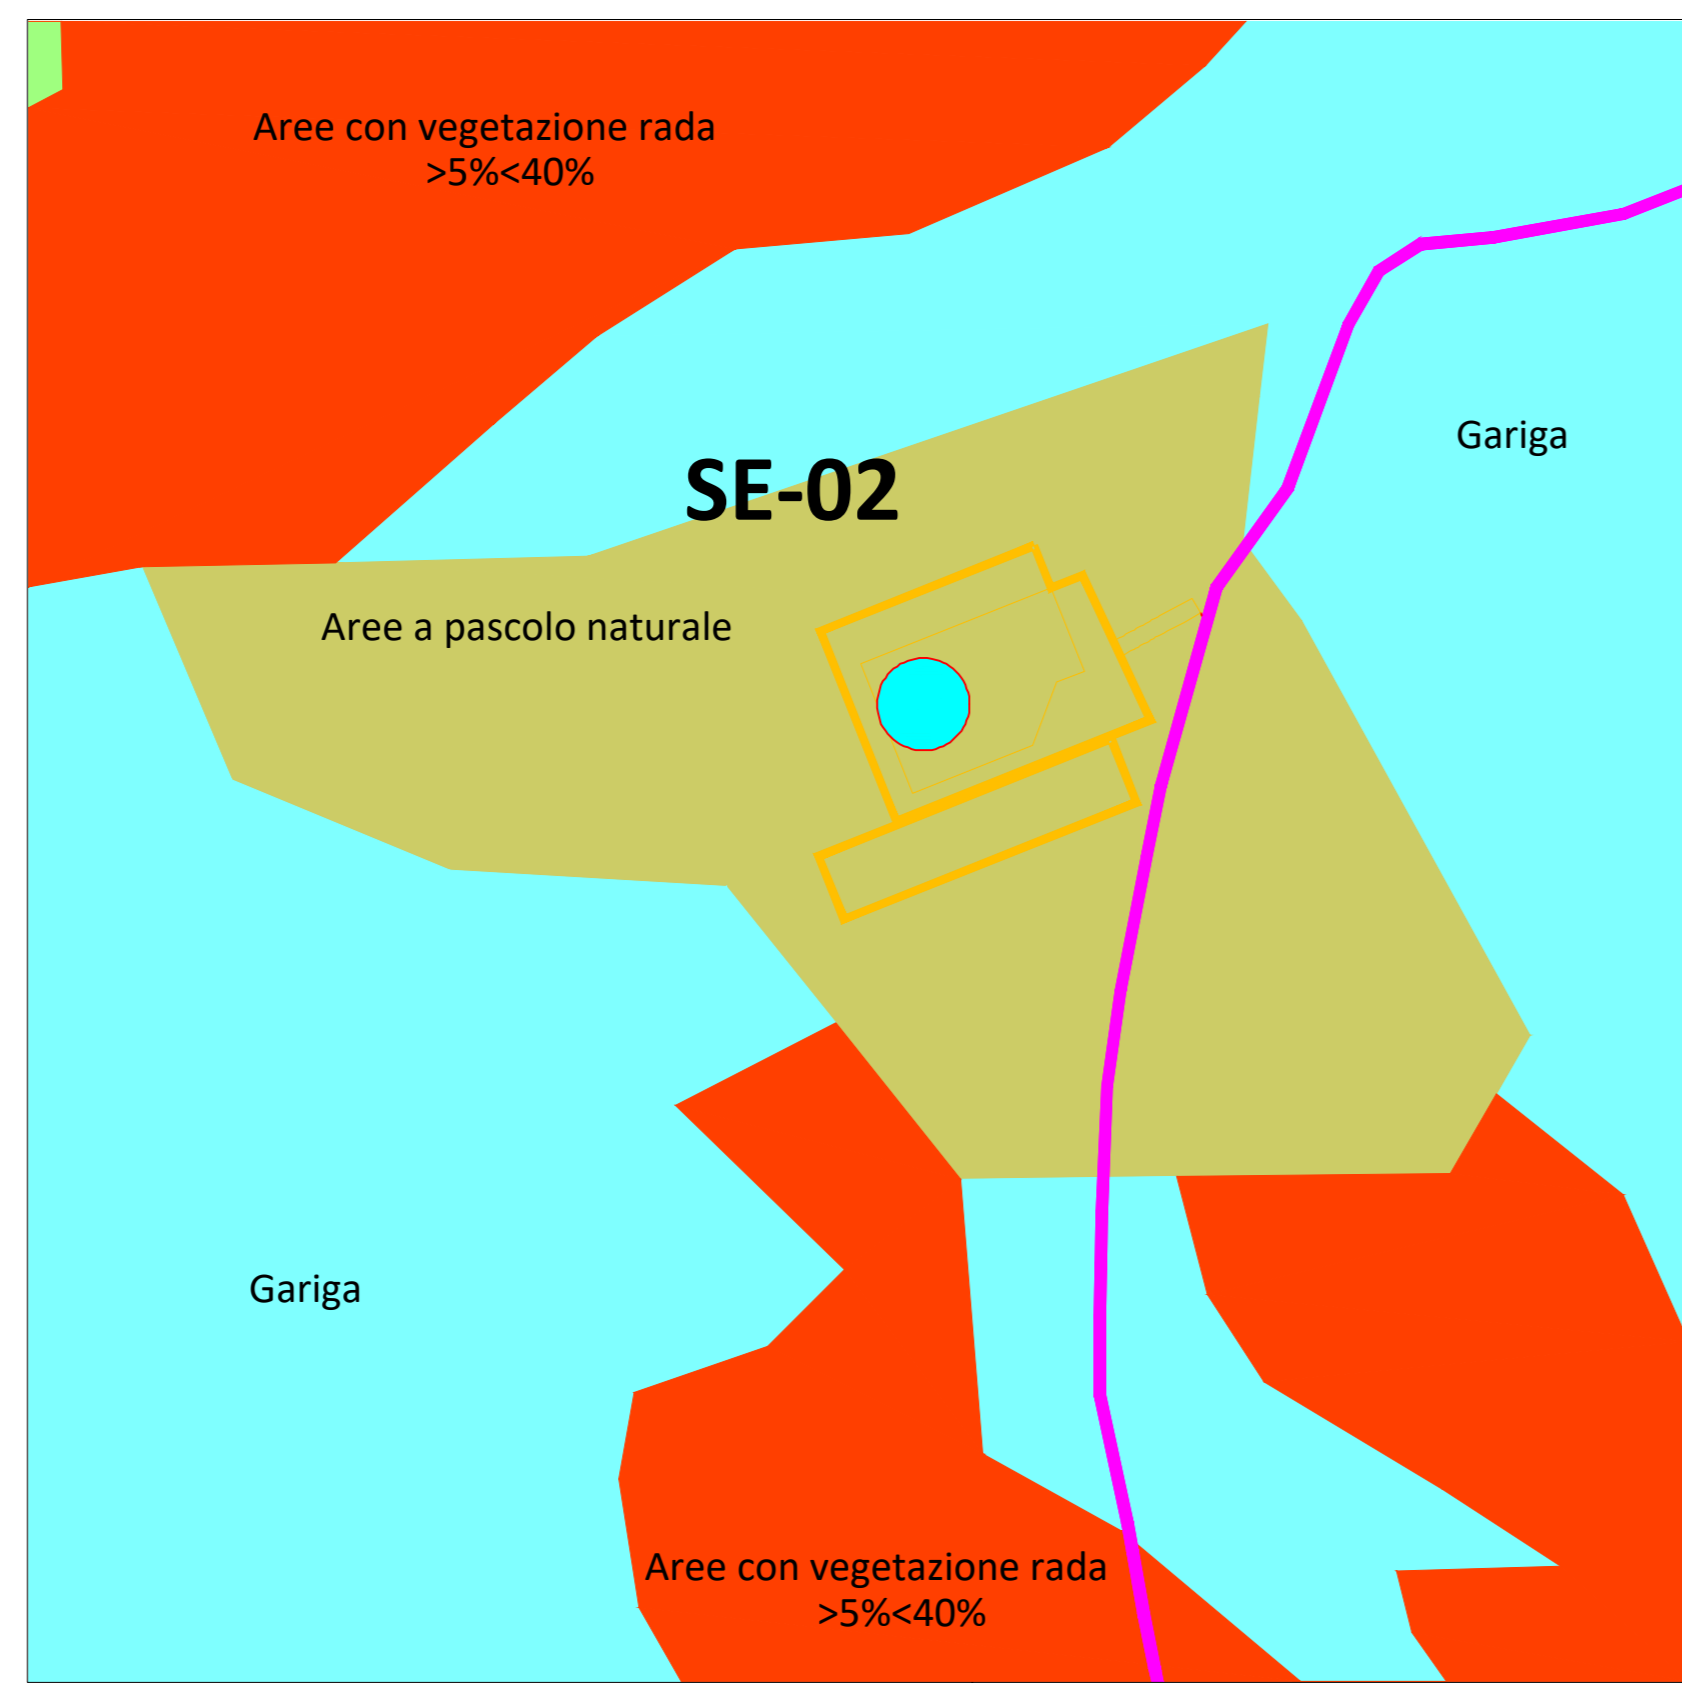 Aree con vegetazione rada
>5%<40%
Gariga
SE-02
Aree a pascolo naturale
Gariga
Aree con vegetazione rada
>5%<40%